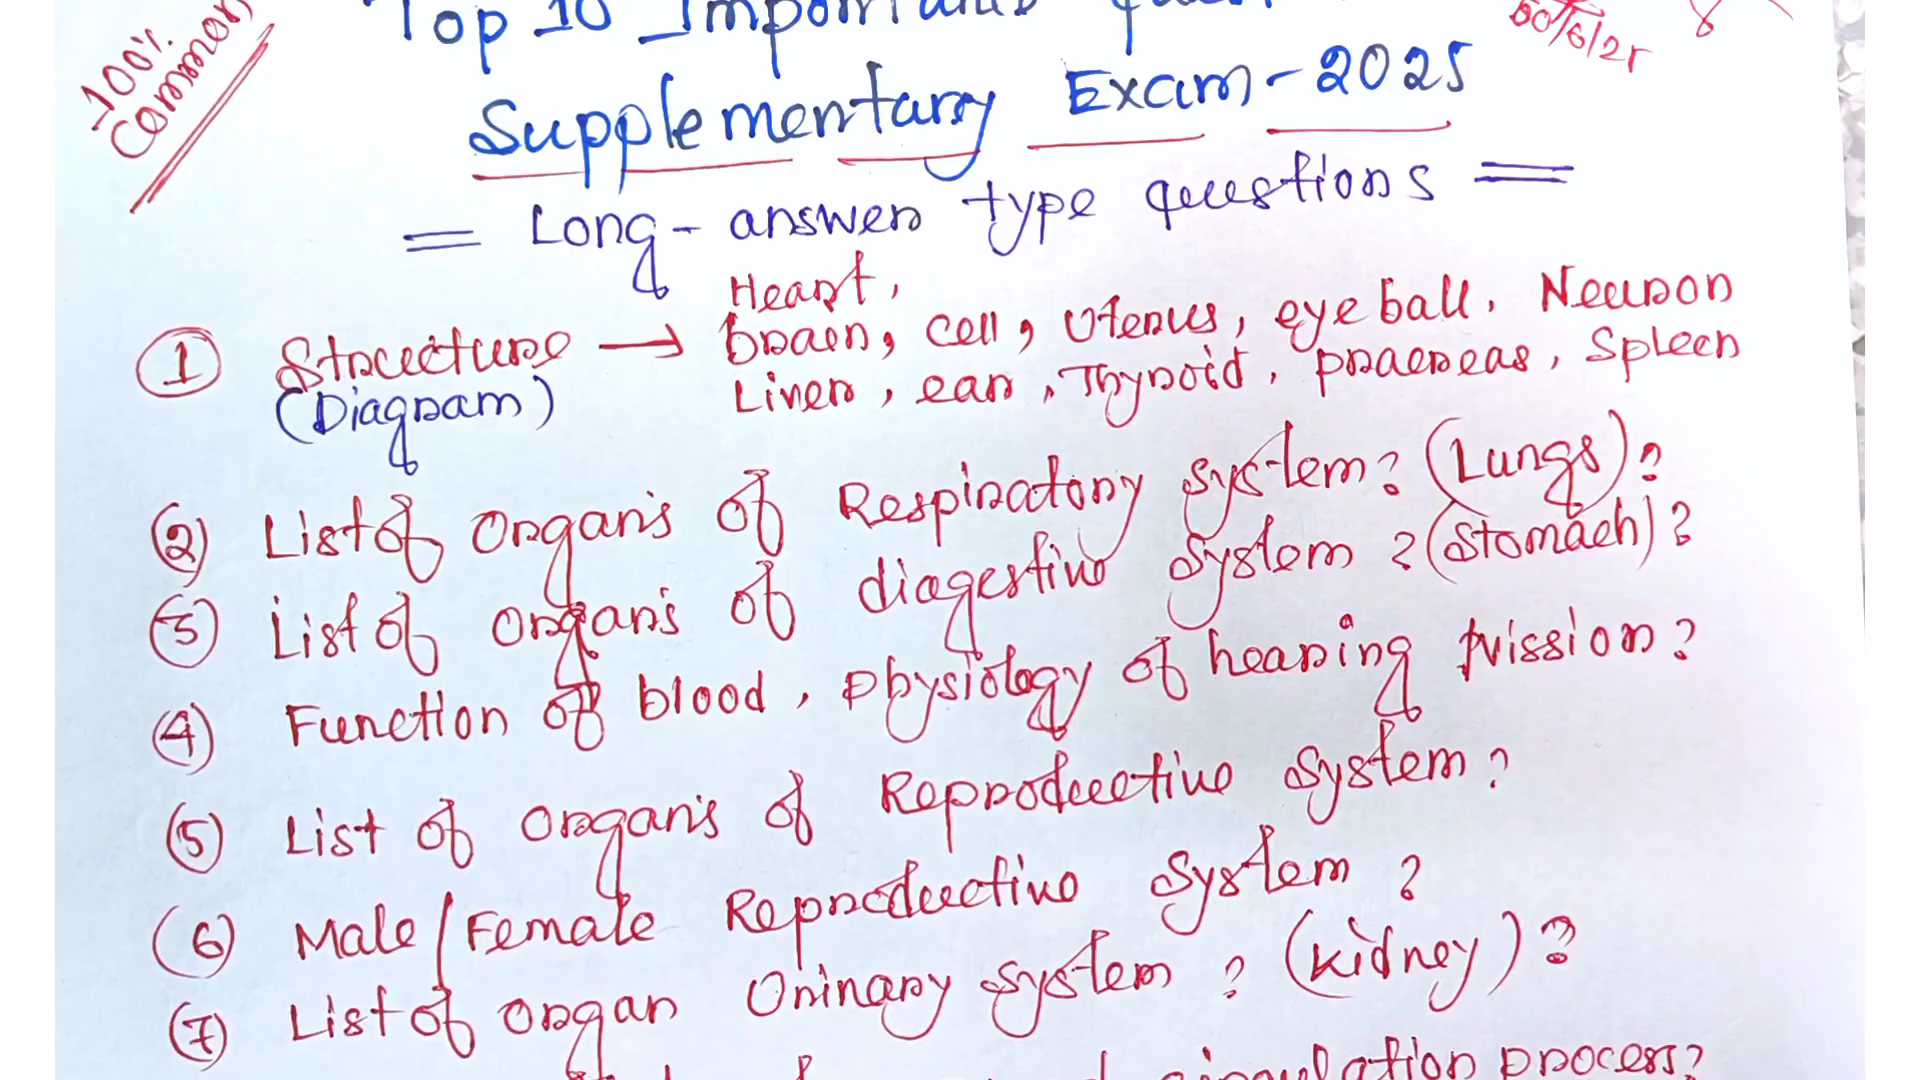 100%
Common
Top 10 Important
30/6/25
Supplementary Exam-2025
= Long-answer type questions =
Heart,
① Structure → brain, cell, Uterus, eye ball, Neuron
(Diagram) Liver, ear, Thyroid, pancreas, Spleen
(2) List of Organ's of Respiratory system? (Lungs)?
(3) List of organ's of diagestive system? (Stomach)?
(4) Function of blood, physiology of hearing
(5) List of organ's of Reproductive system?
(6) Male/Female Reproductive system?
(7) List of organ Urinary system? (kidney)?
circulation process?